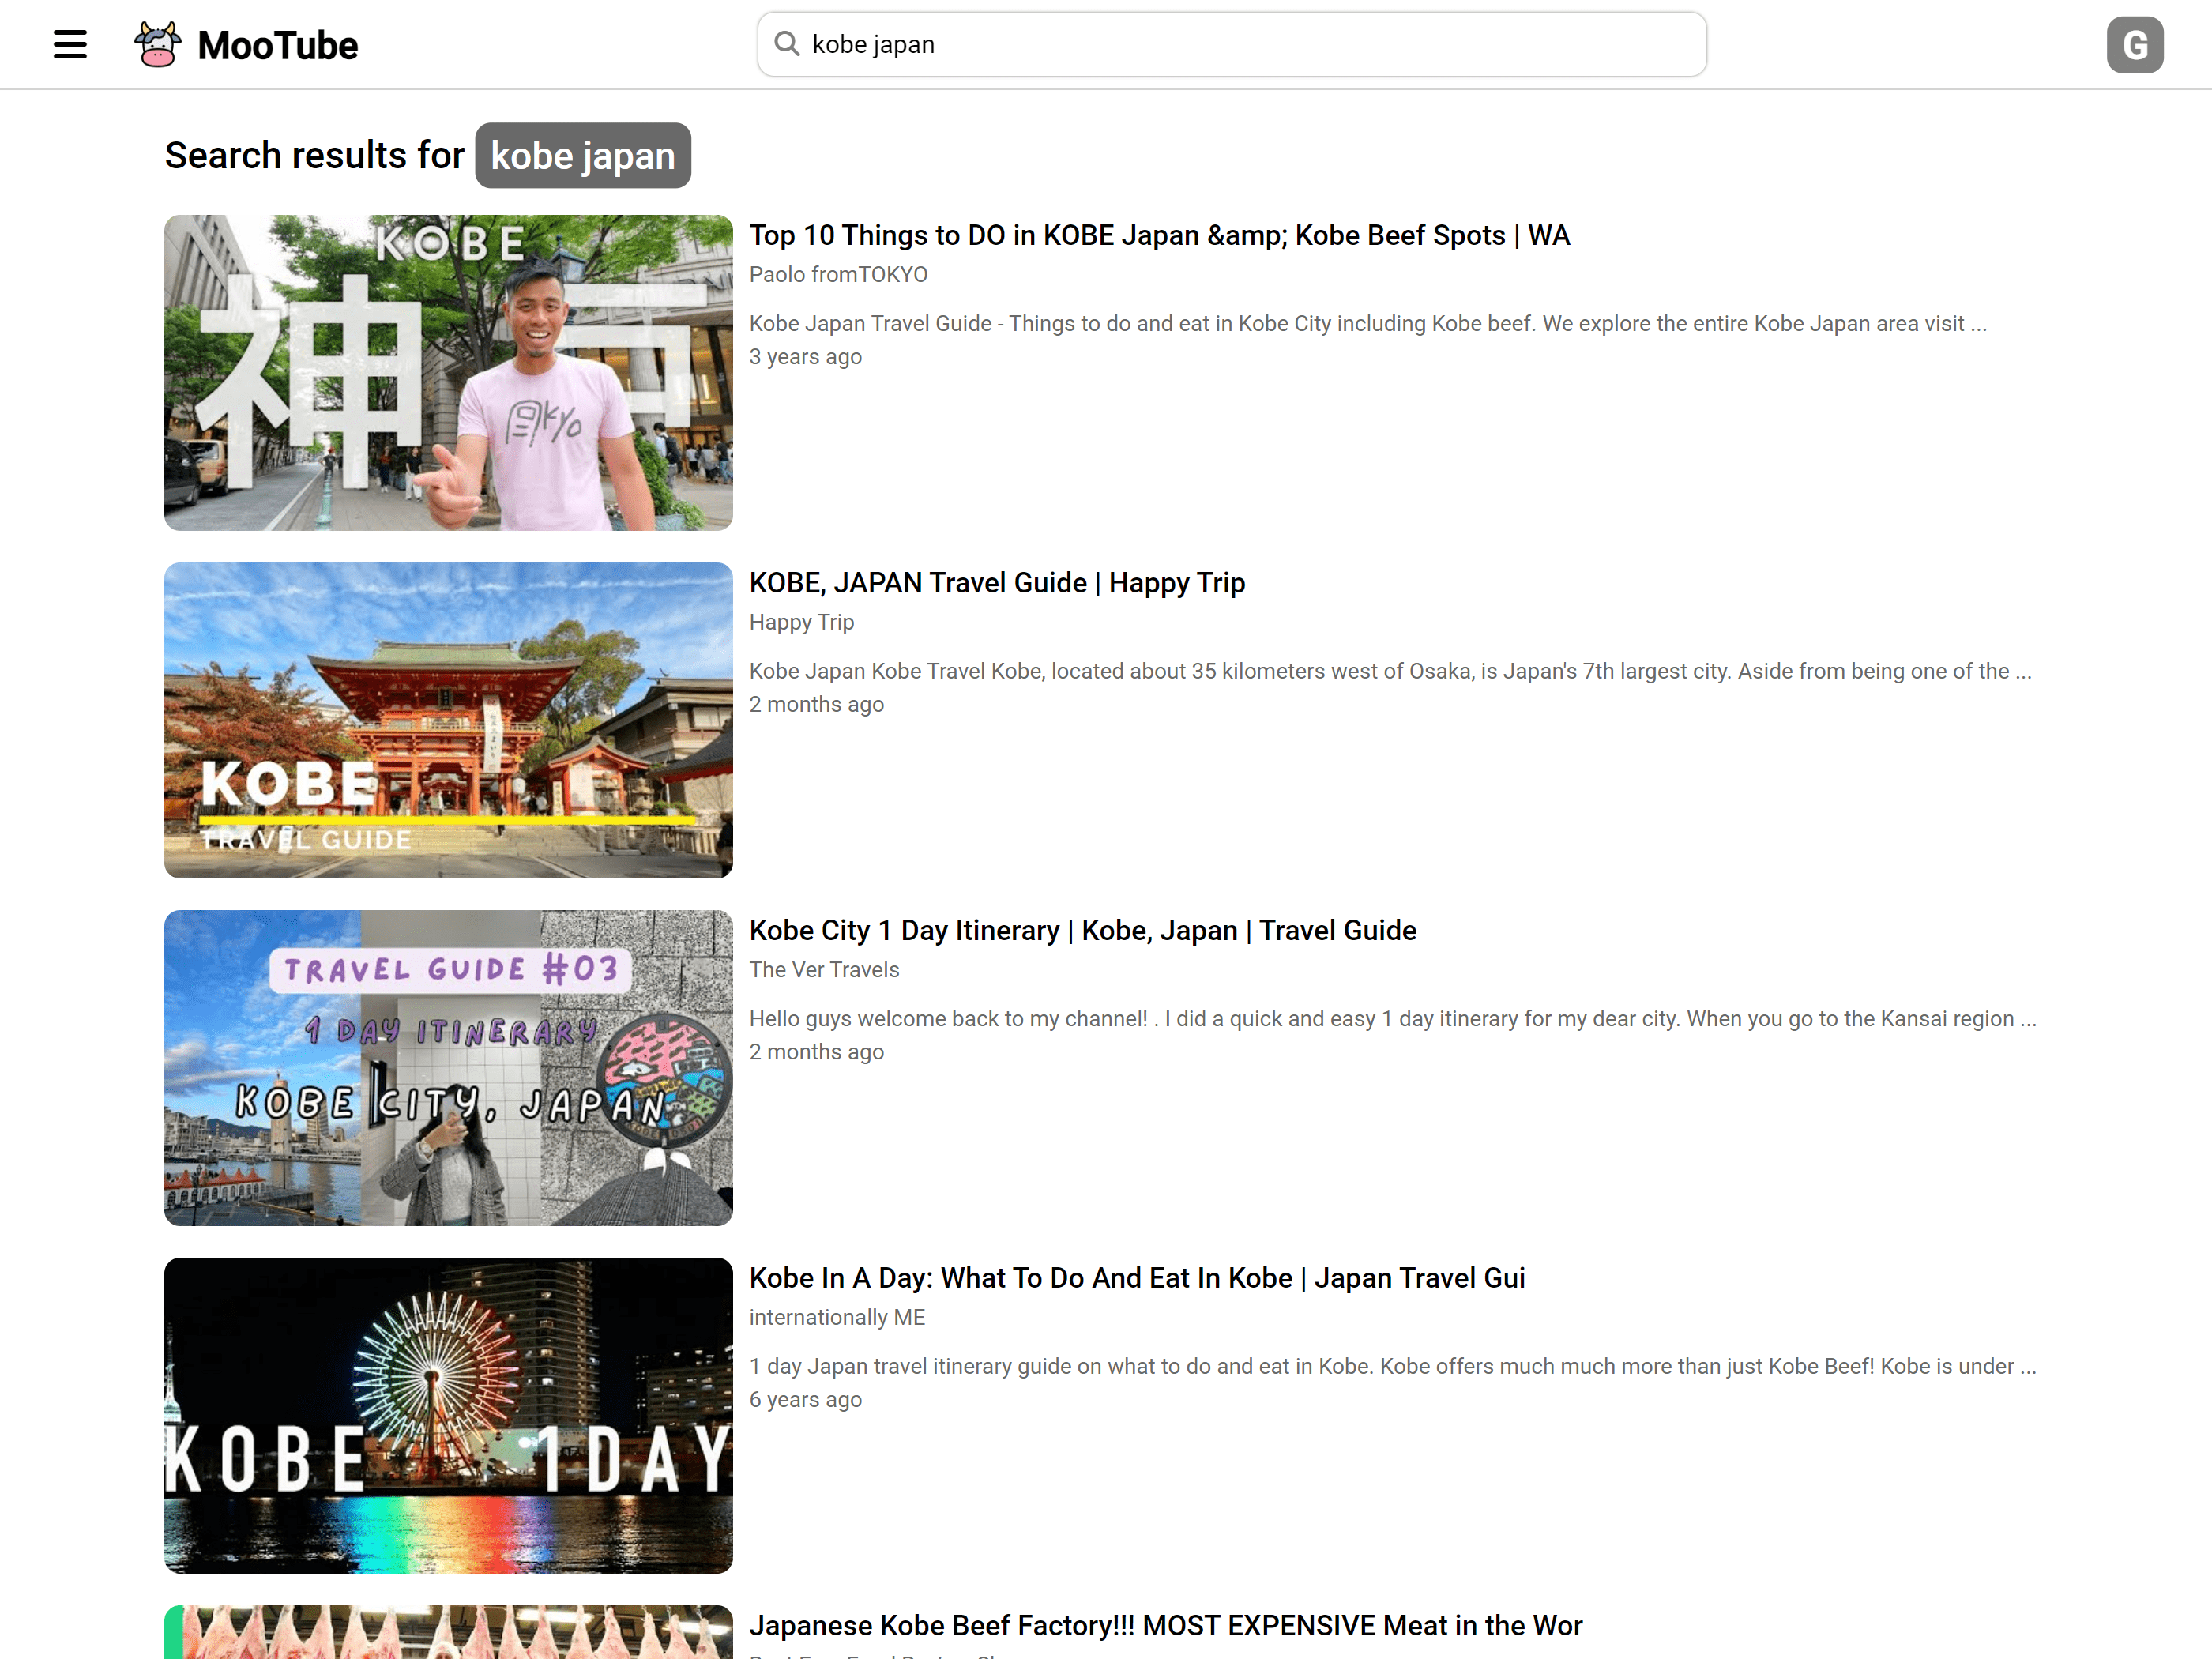 MooTube
kobe japan
G
Search results for kobe japan
KOBE
神戸
Top 10 Things to DO in KOBE Japan &amp; Kobe Beef Spots | WA
Paolo fromTOKYO
Kobe Japan Travel Guide - Things to do and eat in Kobe City including Kobe beef. We explore the entire Kobe Japan area visit ...
3 years ago
KOBE
TRAVEL GUIDE
KOBE, JAPAN Travel Guide | Happy Trip
Happy Trip
Kobe Japan Kobe Travel Kobe, located about 35 kilometers west of Osaka, is Japan's 7th largest city. Aside from being one of the ...
2 months ago
TRAVEL GUIDE #03
1 DAY ITINERARY
KOBE CITY, JAPAN
Kobe City 1 Day Itinerary | Kobe, Japan | Travel Guide
The Ver Travels
Hello guys welcome back to my channel! . I did a quick and easy 1 day itinerary for my dear city. When you go to the Kansai region ...
2 months ago
KOBE 1DAY
Kobe In A Day: What To Do And Eat In Kobe | Japan Travel Gui
internationally ME
1 day Japan travel itinerary guide on what to do and eat in Kobe. Kobe offers much much more than just Kobe Beef! Kobe is under ...
6 years ago
Japanese Kobe Beef Factory!!! MOST EXPENSIVE Meat in the Wor